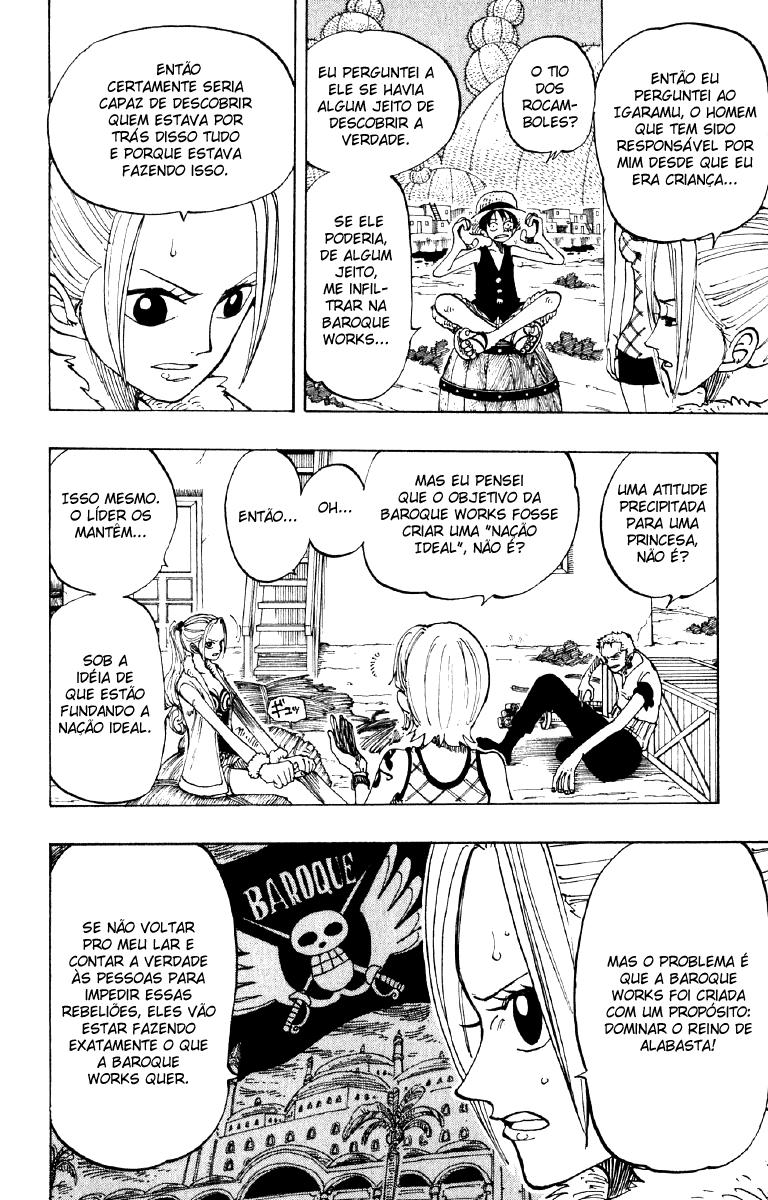 ENTÃO EU
PERGUNTEI AO
IGARAMU, O HOMEM
QUE TEM SIDO
RESPONSÁVEL POR
MIM DESDE QUE EU
ERA CRIANÇA...
O TIO
DOS
ROCAM-
BOLES?
EU PERGUNTEI A
ELE SE HAVIA
ALGUM JEITO DE
DESCOBRIR A
VERDADE.
SE ELE
PODERIA,
DE ALGUM
JEITO,
ME INFIL-
TRAR NA
BAROQUE
WORKS...
ENTÃO
CERTAMENTE SERIA
CAPAZ DE DESCOBRIR
QUEM ESTAVA POR
TRÁS DISSO TUDO
E PORQUE ESTAVA
FAZENDO ISSO.
UMA ATITUDE
PRECIPITADA
PARA UMA
PRINCESA,
NÃO É?
MAS EU PENSEI
QUE O OBJETIVO DA
BAROQUE WORKS FOSSE
CRIAR UMA "NAÇÃO
IDEAL", NÃO É?
OH...
ENTÃO...
ISSO MESMO.
O LÍDER OS
MANTÊM...
SOB A
IDÉIA DE
QUE ESTÃO
FUNDANDO A
NAÇÃO IDEAL.
ギュッ
MAS O PROBLEMA É
QUE A BAROQUE
WORKS FOI CRIADA
COM UM PROPÓSITO:
DOMINAR O REINO DE
ALABASTA!
BAROQUE
SE NÃO VOLTAR
PRO MEU LAR E
CONTAR A VERDADE
ÀS PESSOAS PARA
IMPEDIR ESSAS
REBELIÕES, ELES VÃO
ESTAR FAZENDO
EXATAMENTE O QUE
A BAROQUE
WORKS QUER.